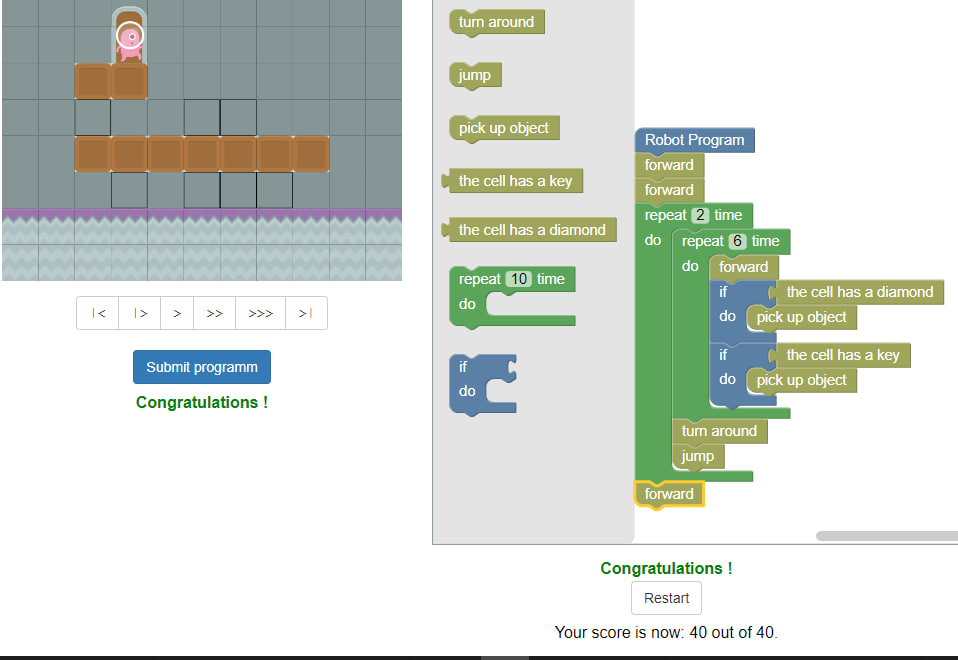 |<
|>
>
>>
>>>
>|
Submit programm
Congratulations !
turn around
jump
pick up object
the cell has a key
the cell has a diamond
repeat 10 time
do
if
do
Robot Program
forward
forward
repeat 2 time
do repeat 6 time
do forward
if the cell has a diamond
do pick up object
if the cell has a key
do pick up object
turn around
jump
forward
Congratulations !
Restart
Your score is now: 40 out of 40.